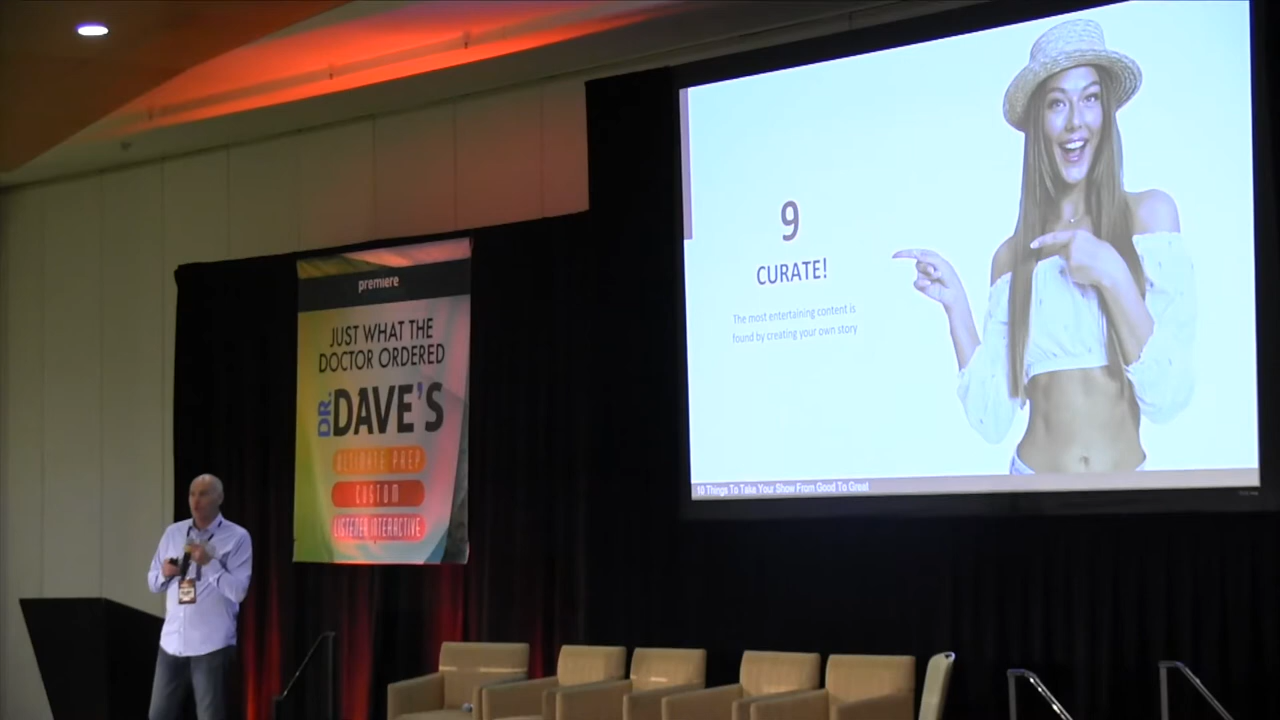 premiere
JUST WHAT THE
DOCTOR ORDERED
DR. DAVE'S
ULTIMATE PREP
CUSTOM
LISTENER INTERACTIVE
9
CURATE!
The most entertaining content is
found by creating your own story
10 Things To Take Your Show From Good To Great